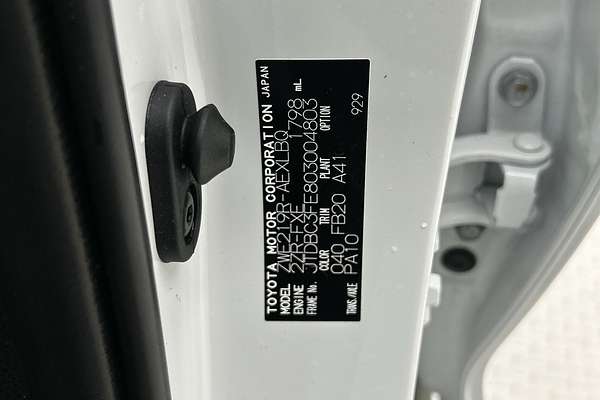 TOYOTA MOTOR CORPORATION JAPAN
MODEL ZWE219R-AEXLBQ
ENGINE 2ZR-FXE 1798 mL
FRAME No. JTDBC3FE803004803
COLOR TRIM PLANT OPTION
040 FB20 A41 929
TRANS/AXLE
PA10